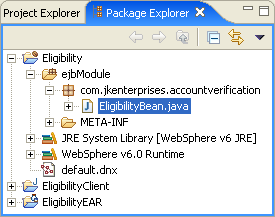 Project Explorer Package Explorer
Eligibility
ejbModule
com.jkenterprises.accountverification
EligibilityBean.java
META-INF
JRE System Library [WebSphere v6 JRE]
WebSphere v6.0 Runtime
default.dnx
EligibilityClient
EligibilityEAR